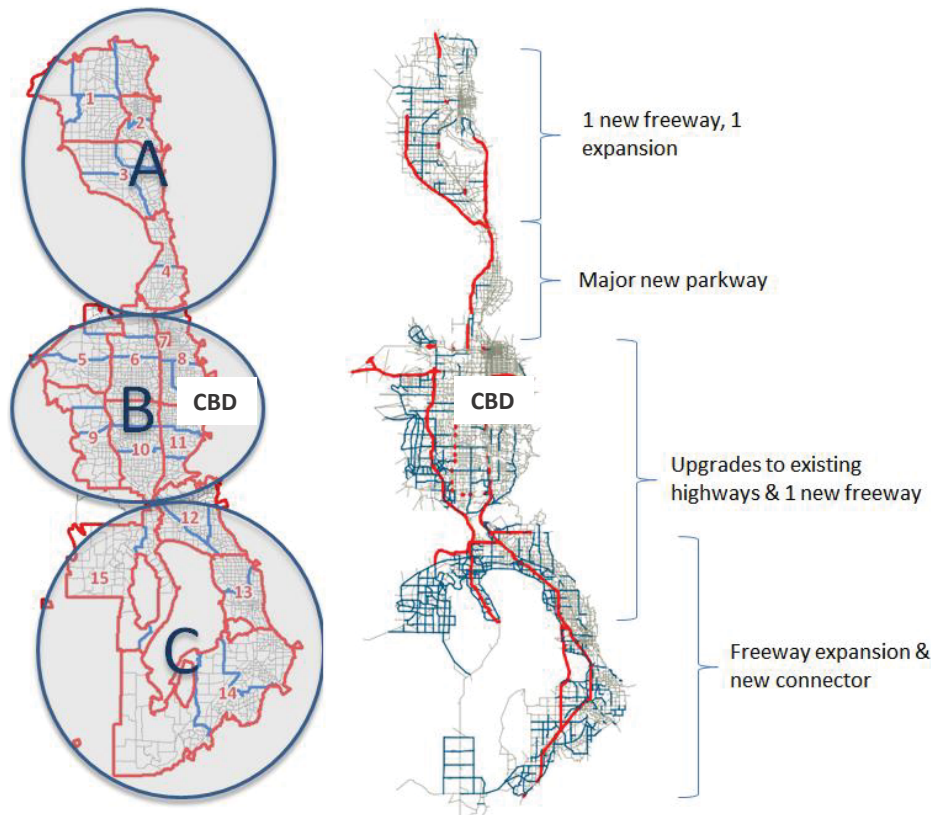 1
2
A
3
4
7
5
6
8
B
CBD
9
10
11
12
15
13
C
14
CBD
1 new freeway, 1
expansion
Major new parkway
Upgrades to existing
highways & 1 new freeway
Freeway expansion &
new connector